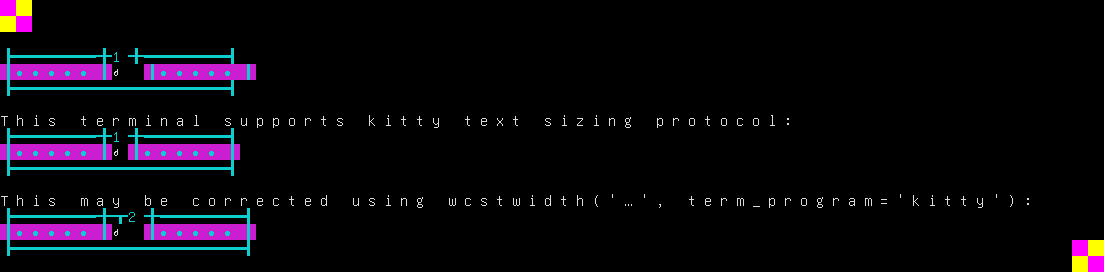 1
This terminal supports kitty text sizing protocol:
1
This may be corrected using wcstwidth('…', term_program='kitty'):
2